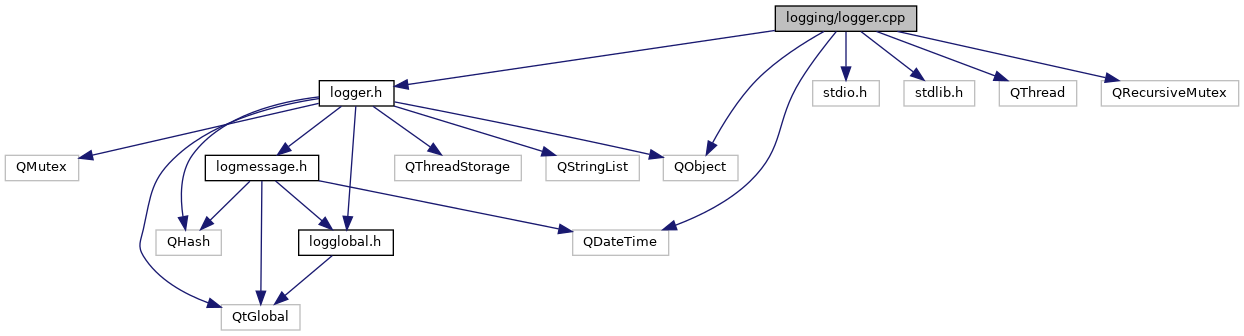 logging/logger.cpp
logger.h
stdio.h
stdlib.h
QThread
QRecursiveMutex
QMutex
logmessage.h
QThreadStorage
QStringList
QObject
QHash
logglobal.h
QDateTime
QtGlobal